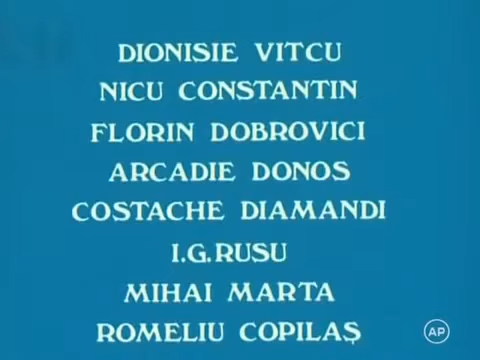 DIONISIE VITCU
NICU CONSTANTIN
FLORIN DOBROVICI
ARCADIE DONOS
COSTACHE DIAMANDI
I.G.RUSU
MIHAI MARTA
ROMELIU COPILAȘ
AP